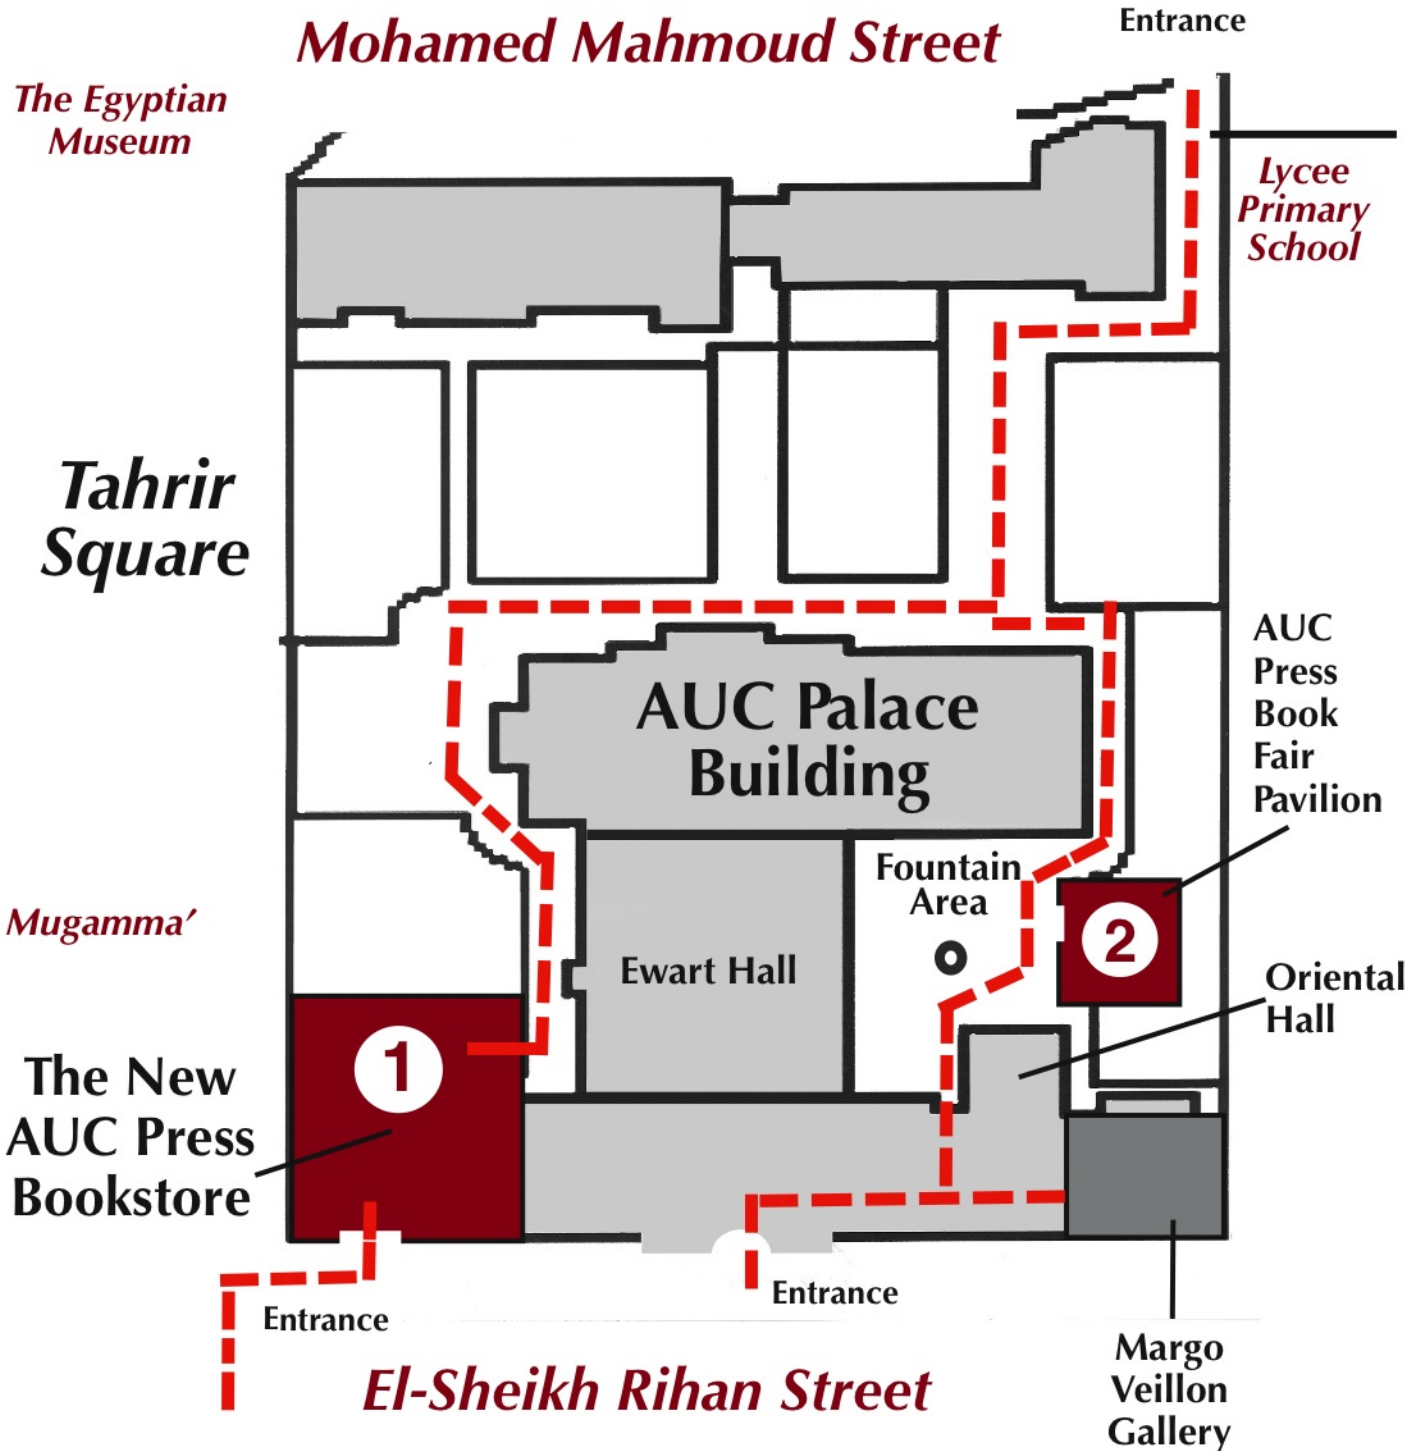 Mohamed Mahmoud Street
Entrance
The Egyptian
Museum
Lycee
Primary
School
Tahrir
Square
AUC
Press
Book
Fair
Pavilion
AUC Palace
Building
Fountain
Area
Mugamma’
2
Ewart Hall
Oriental
Hall
1
The New
AUC Press
Bookstore
Entrance
Entrance
El-Sheikh Rihan Street
Margo
Veillon
Gallery